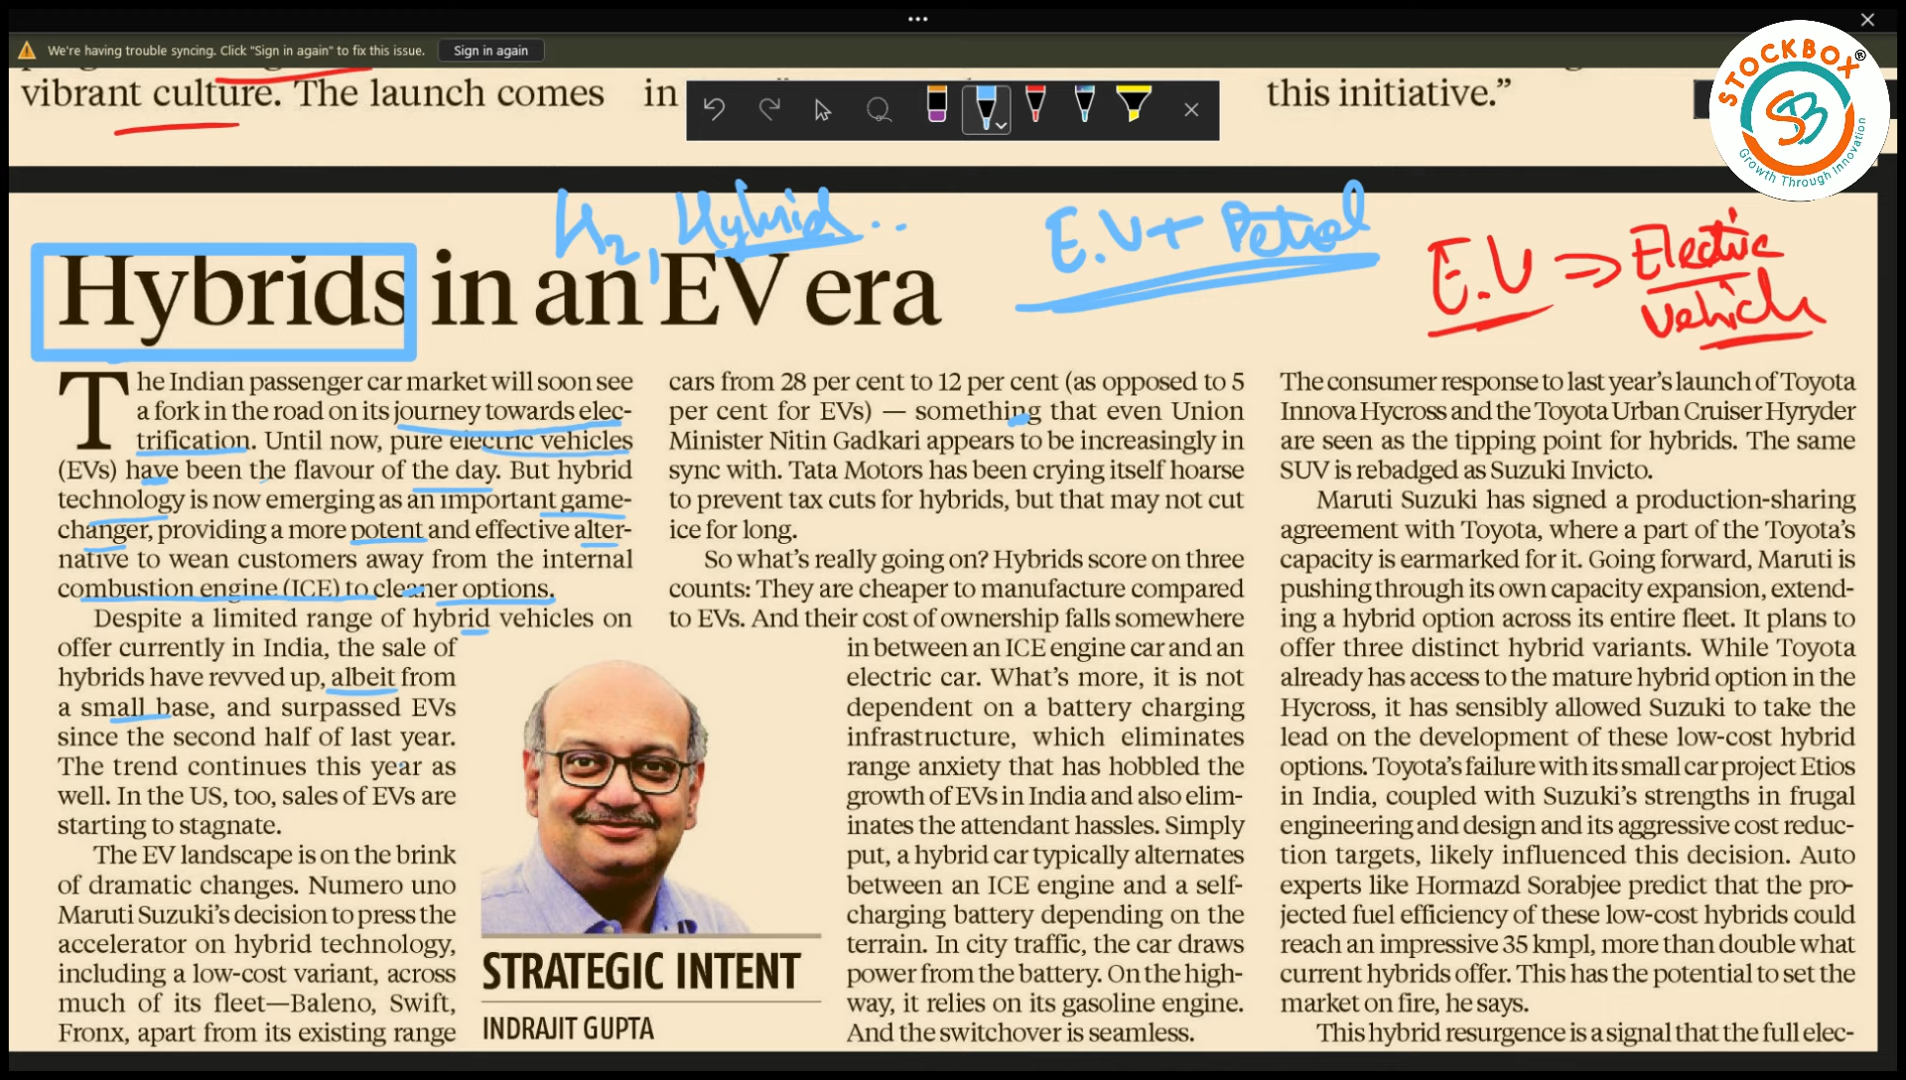 We're having trouble syncing. Click "Sign in again" to fix this issue.
Sign in again
vibrant culture. The launch comes
in
this initiative.”
STOCKBOX®
SB
Growth Through Innovation
H2, Hybrids..
E.V + Petrol
E.V ⇒ Electric
Vehicle
Hybrids in an EV era
The Indian passenger car market will soon see
a fork in the road on its journey towards elec-
trification. Until now, pure electric vehicles
(EVs) have been the flavour of the day. But hybrid
technology is now emerging as an important game-
changer, providing a more potent and effective alter-
native to wean customers away from the internal
combustion engine (ICE) to cleaner options.
Despite a limited range of hybrid vehicles on
offer currently in India, the sale of
hybrids have revved up, albeit from
a small base, and surpassed EVs
since the second half of last year.
The trend continues this year as
well. In the US, too, sales of EVs are
starting to stagnate.
The EV landscape is on the brink
of dramatic changes. Numero uno
Maruti Suzuki’s decision to press the
accelerator on hybrid technology,
including a low-cost variant, across
much of its fleet—Baleno, Swift,
Fronx, apart from its existing range
STRATEGIC INTENT
INDRAJIT GUPTA
cars from 28 per cent to 12 per cent (as opposed to 5
per cent for EVs) — something that even Union
Minister Nitin Gadkari appears to be increasingly in
sync with. Tata Motors has been crying itself hoarse
to prevent tax cuts for hybrids, but that may not cut
ice for long.
So what’s really going on? Hybrids score on three
counts: They are cheaper to manufacture compared
to EVs. And their cost of ownership falls somewhere
in between an ICE engine car and an
electric car. What’s more, it is not
dependent on a battery charging
infrastructure, which eliminates
range anxiety that has hobbled the
growth of EVs in India and also elim-
inates the attendant hassles. Simply
put, a hybrid car typically alternates
between an ICE engine and a self-
charging battery depending on the
terrain. In city traffic, the car draws
power from the battery. On the high-
way, it relies on its gasoline engine.
And the switchover is seamless.
The consumer response to last year’s launch of Toyota
Innova Hycross and the Toyota Urban Cruiser Hyryder
are seen as the tipping point for hybrids. The same
SUV is rebadged as Suzuki Invicto.
Maruti Suzuki has signed a production-sharing
agreement with Toyota, where a part of the Toyota’s
capacity is earmarked for it. Going forward, Maruti is
pushing through its own capacity expansion, extend-
ing a hybrid option across its entire fleet. It plans to
offer three distinct hybrid variants. While Toyota
already has access to the mature hybrid option in the
Hycross, it has sensibly allowed Suzuki to take the
lead on the development of these low-cost hybrid
options. Toyota’s failure with its small car project Etios
in India, coupled with Suzuki’s strengths in frugal
engineering and design and its aggressive cost reduc-
tion targets, likely influenced this decision. Auto
experts like Hormazd Sorabjee predict that the pro-
jected fuel efficiency of these low-cost hybrids could
reach an impressive 35 kmpl, more than double what
current hybrids offer. This has the potential to set the
market on fire, he says.
This hybrid resurgence is a signal that the full elec-